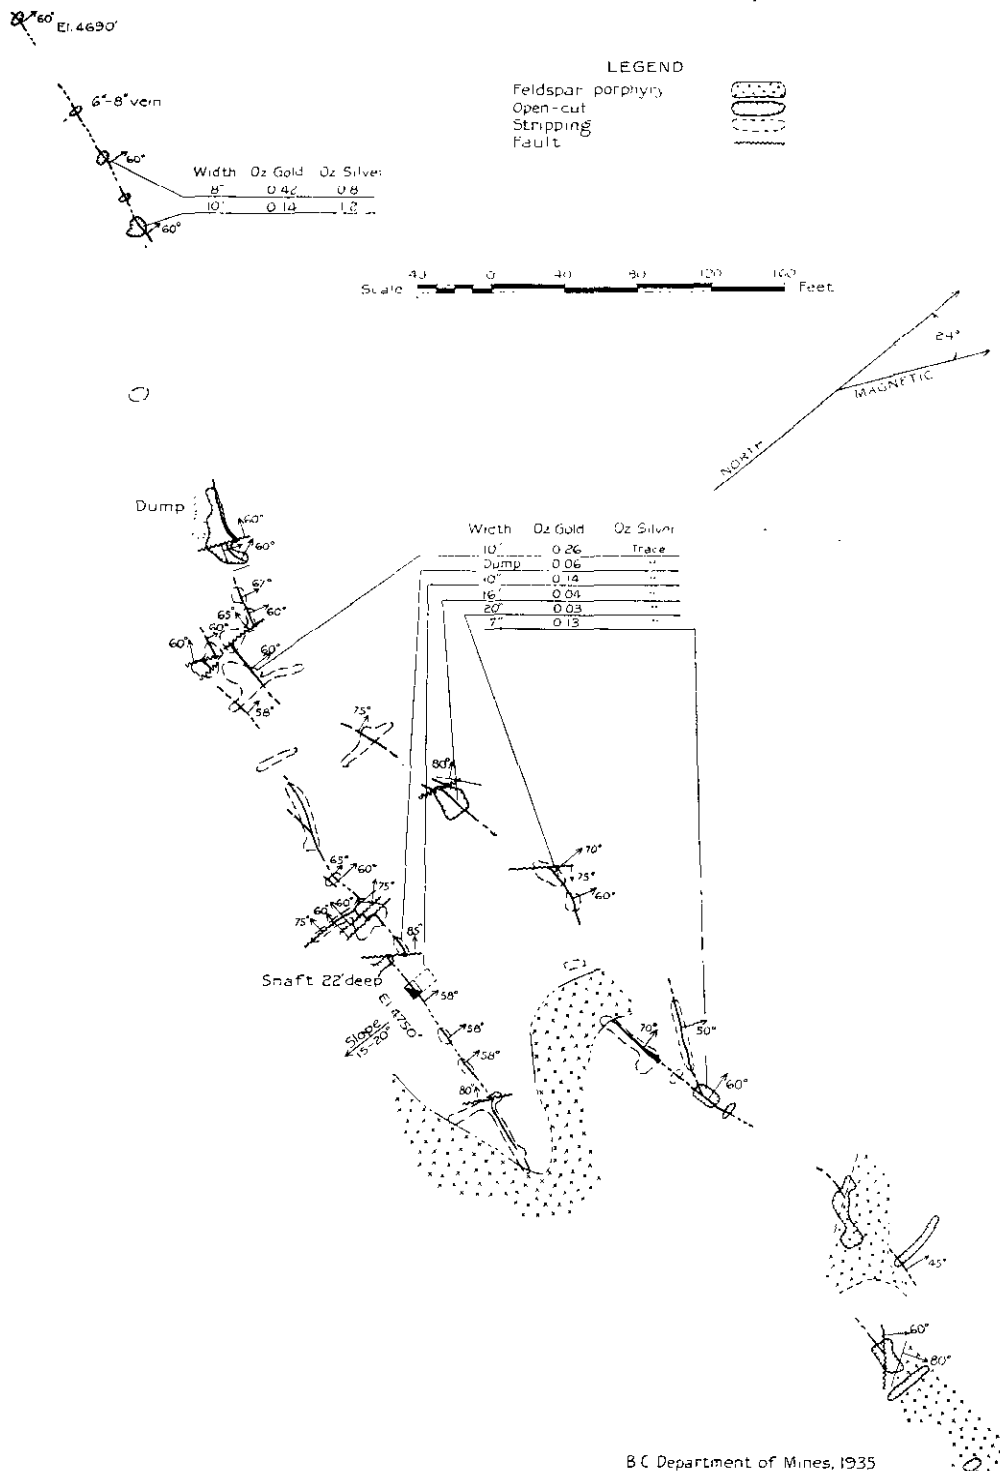 60°
El. 4690'
6"-8" vein
60°
Width Oz Gold Oz Silver
8" 0.42 0.8
10" 0.14 1.2
60°
LEGEND
Feldspar porphyry
Open-cut
Stripping
Fault
40 0 40 80 120 160
Scale Feet
24°
MAGNETIC
NORTH
Dump
60°
60°
67°
60°
65°
60°
60°
60°
58°
Width Oz Gold Oz Silver
10" 0.26 Trace
Dump 0.06 "
10" 0.14 "
16" 0.04 "
20" 0.03 "
7" 0.13 "
75°
80°
70°
75°
60°
65°
60°
75°
60°
60°
75°
85°
Shaft 22' deep
58°
El. 4750'
Slope
15-20°
58°
58°
80°
70°
50°
60°
45°
60°
80°
B C Department of Mines, 1935